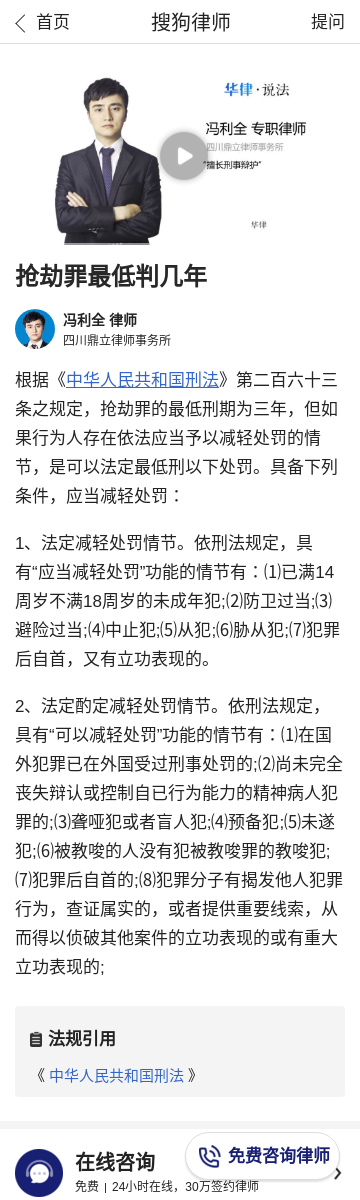 首页
搜狗律师
提问
华律·说法
冯利全 专职律师
四川鼎立律师事务所
“擅长刑事辩护”
华律
抢劫罪最低判几年
冯利全 律师
四川鼎立律师事务所
根据《中华人民共和国刑法》第二百六十三
条之规定，抢劫罪的最低刑期为三年，但如
果行为人存在依法应当予以减轻处罚的情
节，是可以法定最低刑以下处罚。具备下列
条件，应当减轻处罚：
1、法定减轻处罚情节。依刑法规定，具
有“应当减轻处罚”功能的情节有：⑴已满14
周岁不满18周岁的未成年犯;⑵防卫过当;⑶
避险过当;⑷中止犯;⑸从犯;⑹胁从犯;⑺犯罪
后自首，又有立功表现的。
2、法定酌定减轻处罚情节。依刑法规定，
具有“可以减轻处罚”功能的情节有：⑴在国
外犯罪已在外国受过刑事处罚的;⑵尚未完全
丧失辩认或控制自已行为能力的精神病人犯
罪的;⑶聋哑犯或者盲人犯;⑷预备犯;⑸未遂
犯;⑹被教唆的人没有犯被教唆罪的教唆犯;
⑺犯罪后自首的;⑻犯罪分子有揭发他人犯罪
行为，查证属实的，或者提供重要线索，从
而得以侦破其他案件的立功表现的或有重大
立功表现的;
法规引用
《 中华人民共和国刑法 》
在线咨询
免费咨询律师
免费 | 24小时在线，30万签约律师